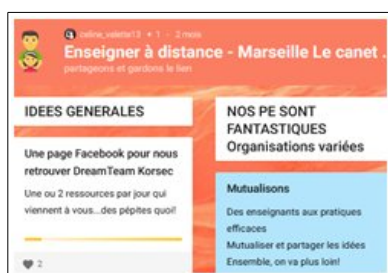 celine_valette13 • 1 • 2 mois
Enseigner à distance - Marseille Le canet .
partageons et gardons le lien
IDEES GENERALES
Une page Facebook pour nous
retrouver DreamTeam Korsec
Une ou 2 ressources par jour qui
viennent à vous...des pépites quoi!
2
NOS PE SONT
FANTASTIQUES
Organisations variées
Mutualisons
Des enseignants aux pratiques
efficaces
Mutualiser et partager les idées
Ensemble, on va plus loin!